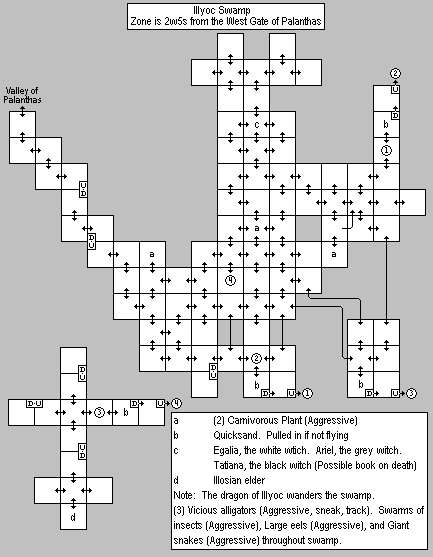 Illyoc Swamp
Zone is 2w5s from the West Gate of Palanthas
Valley of
Palanthas
2
U
D
b
1
c
U
D
a
D
U
a
a
4
2
D
U
b
D
U
1
b
D
U
3
D
U
D-U
3
b
D
U
4
U
D
d
a (2) Carnivorous Plant (Aggressive)
b Quicksand. Pulled in if not flying
c Egalia, the white wtich. Ariel, the grey witrch.
Tatiana, the black witrch (Possible book on death)
d Illosian elder
Note: The dragon of Illyoc wanders the swamp.
(3) Vicious alligators (Aggressive, sneak, track). Swarms of
insects (Aggressive), Large eels (Aggressive), and Giant
snakes (Aggressive) throughout swamp.